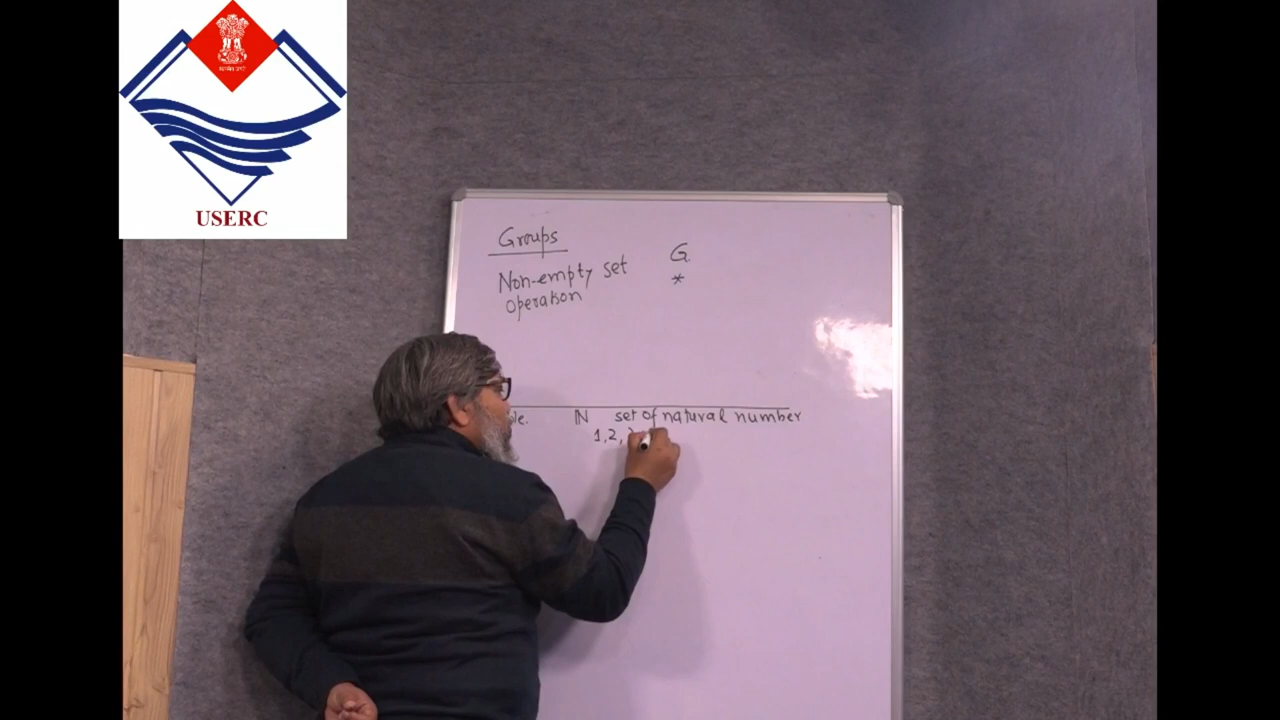 USERC
Groups
Non-empty set G.
operation *
ℕ set of natural number
1, 2,